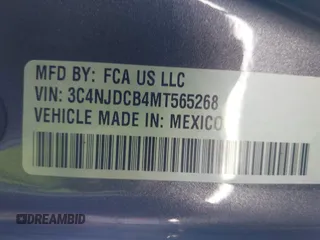 MFD BY: FCA US LLC
VIN: 3C4NJDCB4MT565268
VEHICLE MADE IN: MEXICO
DREAMBID